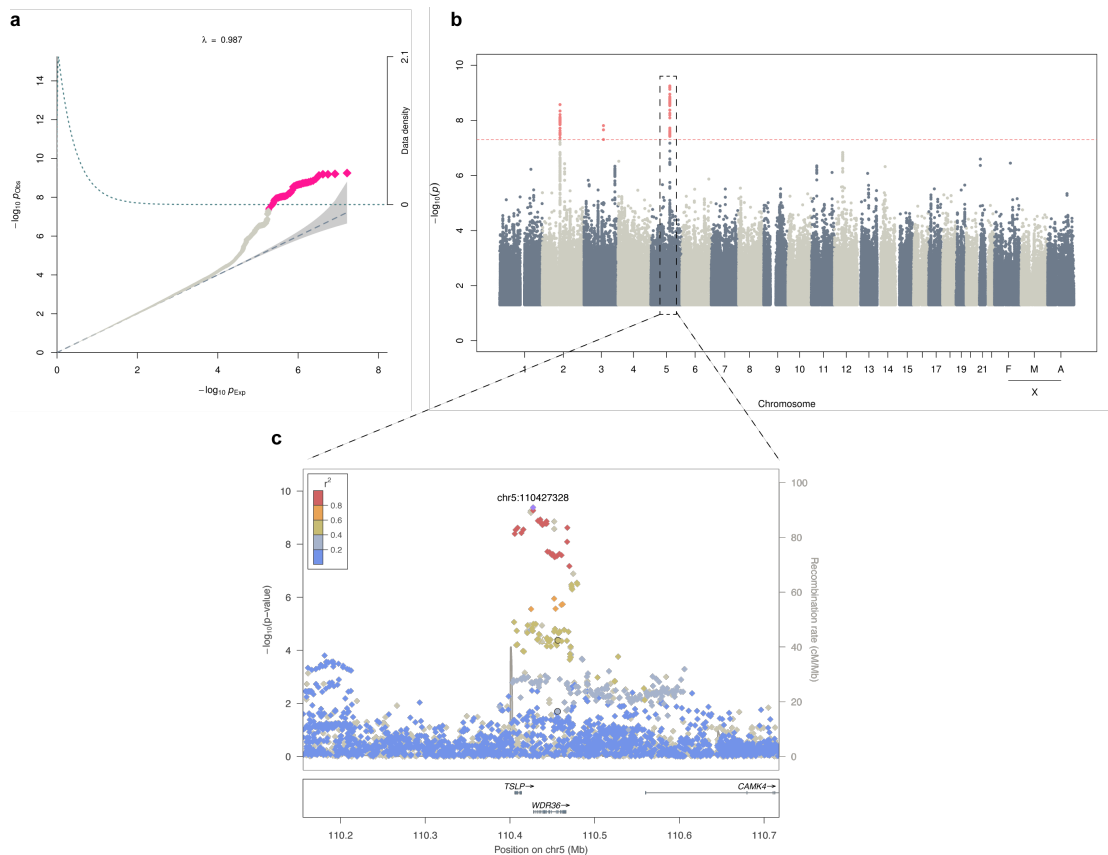 a
λ = 0.987
−log10 pObs
0
2
4
6
8
10
12
14
0
2
4
6
8
−log10 pExp
2.1
Data density
0
b
−log10(p)
0
2
4
6
8
10
1 2 3 4 5 6 7 8 9 10 11 12 13 14 15 17 19 21 F M A
X
Chromosome
c
chr5:110427328
r2
0.8
0.6
0.4
0.2
−log10(p−value)
0
2
4
6
8
10
Recombination rate (cM/Mb)
0
20
40
60
80
100
TSLP→
CAMK4→
WDR36→
110.2 110.3 110.4 110.5 110.6 110.7
Position on chr5 (Mb)